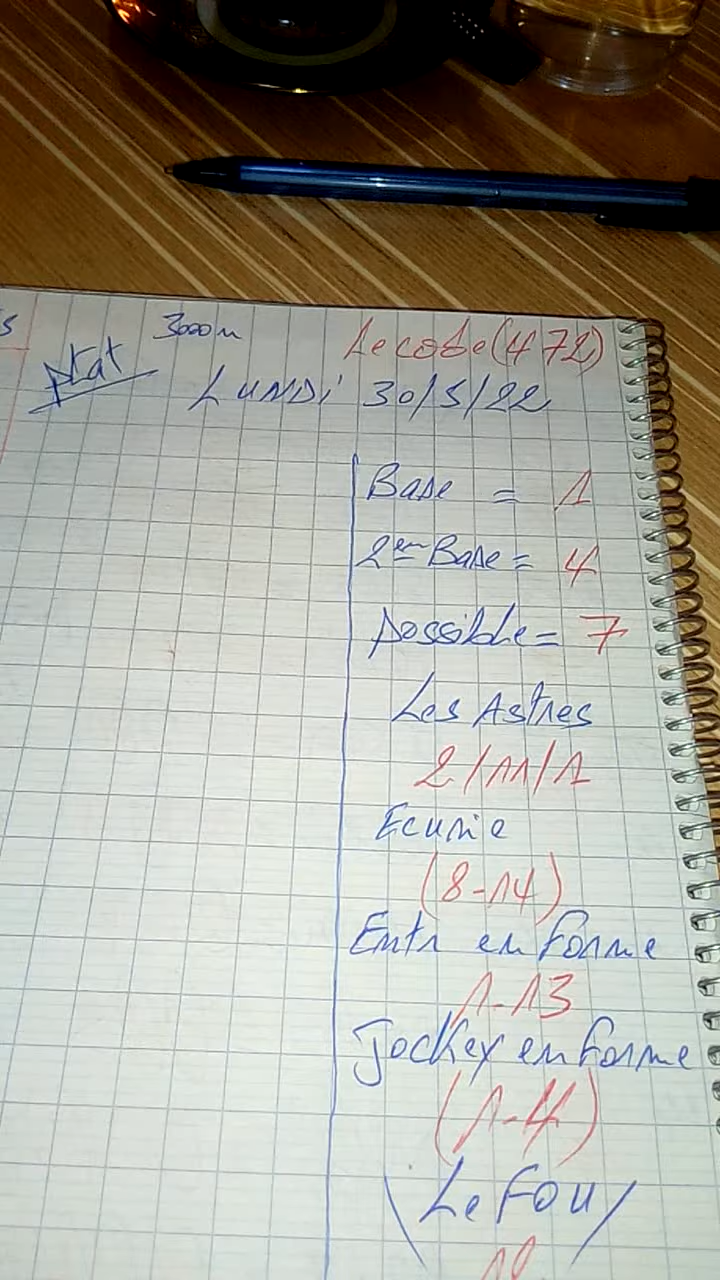 s 3000m Le code (472)
plat LUNDi 30/5/22
Base = 1
2em Base = 4
possible = 7
Les Astres
2/11/1
Ecurie
(8-14)
Entr en forme
1-13
Jockey en forme
(1-4)
\Le FOU/